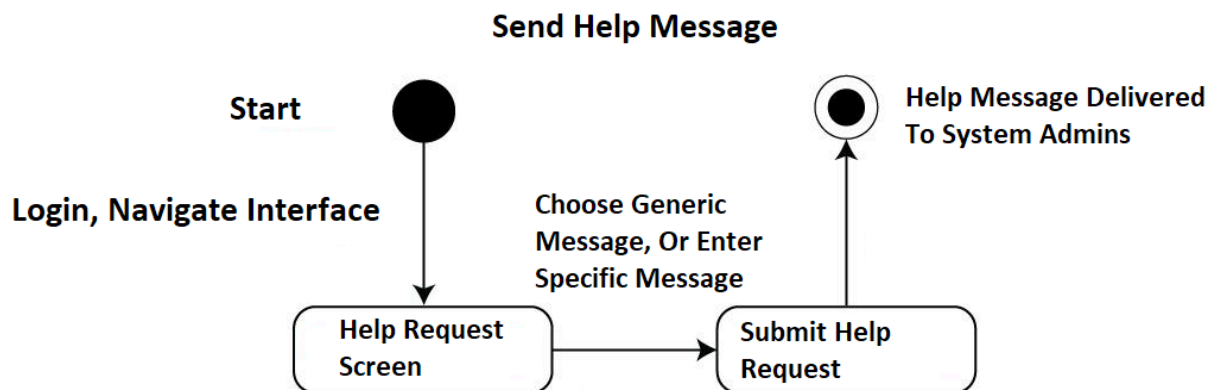 Send Help Message
Start
Help Message Delivered
To System Admins
Login, Navigate Interface
Choose Generic
Message, Or Enter
Specific Message
Help Request
Screen
Submit Help
Request